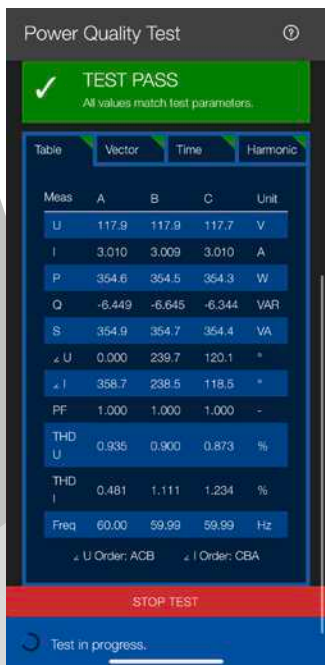 Power Quality Test ?
TEST PASS
All values match test parameters.
Table Vector Time Harmonic
Meas A B C Unit
U 117.9 117.9 117.7 V
I 3.010 3.009 3.010 A
P 354.6 354.5 354.3 W
Q -6.449 -6.645 -6.344 VAR
S 354.9 354.7 354.4 VA
∠ U 0.000 239.7 120.1 °
∠ I 358.7 238.5 118.5 °
PF 1.000 1.000 1.000 -
THD U 0.935 0.900 0.873 %
THD I 0.481 1.111 1.234 %
Freq 60.00 59.99 59.99 Hz
∠ U Order: ACB ∠ I Order: CBA
STOP TEST
Test in progress.